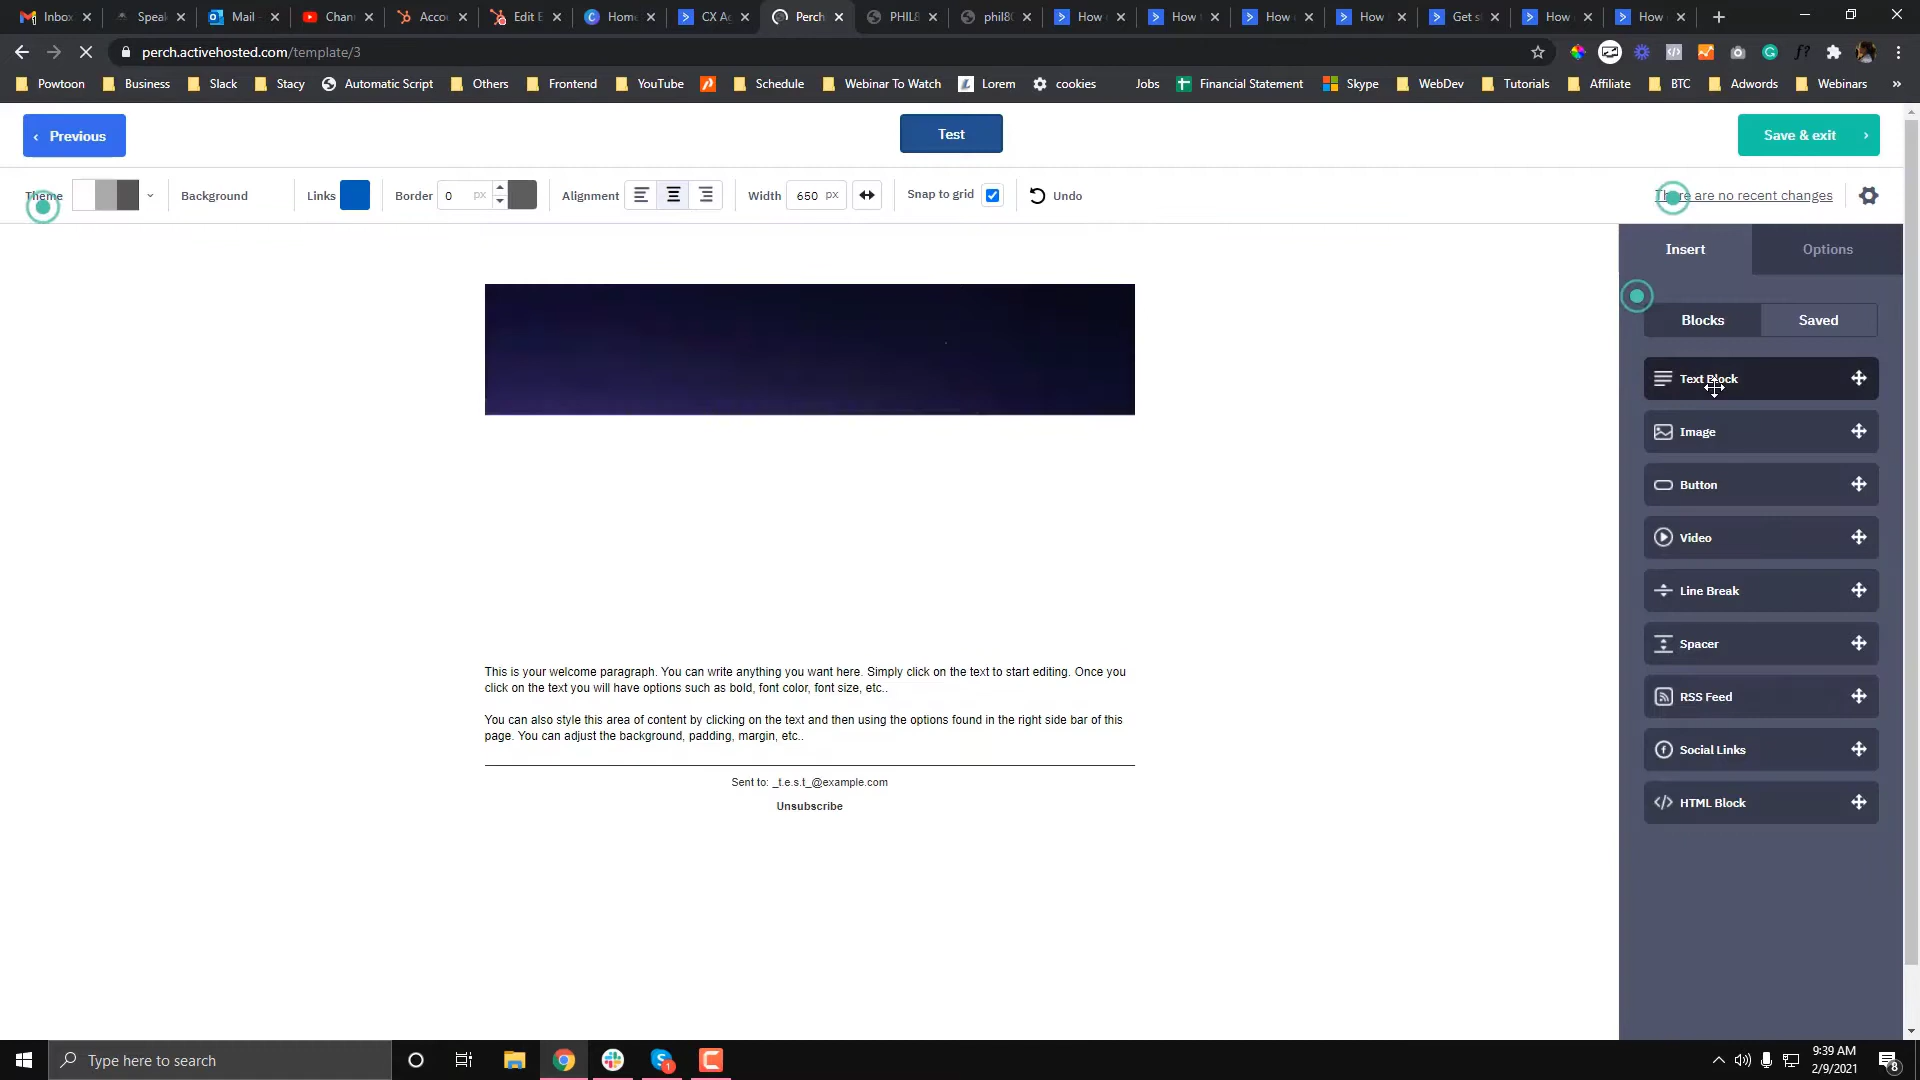 Inbox
Speal
Mail -
Chan
Accou
Edit E
Home
CX Ag
Perch
PHIL8
phil80
How
How
How
How
Get s
How
How
perch.activehosted.com/template/3
Powtoon Business Slack Stacy Automatic Script Others Frontend YouTube Schedule Webinar To Watch Lorem cookies Jobs Financial Statement Skype WebDev Tutorials Affiliate BTC Adwords Webinars »
‹ Previous
Test
Save & exit ›
Theme Background Links Border 0 px Alignment Width 650 px Snap to grid Undo
There are no recent changes
Insert Options
Blocks Saved
Text Block
Image
Button
Video
Line Break
Spacer
RSS Feed
Social Links
HTML Block
This is your welcome paragraph. You can write anything you want here. Simply click on the text to start editing. Once you
click on the text you will have options such as bold, font color, font size, etc..
You can also style this area of content by clicking on the text and then using the options found in the right side bar of this
page. You can adjust the background, padding, margin, etc..
Sent to: _t.e.s.t_@example.com
Unsubscribe
Type here to search
9:39 AM
2/9/2021